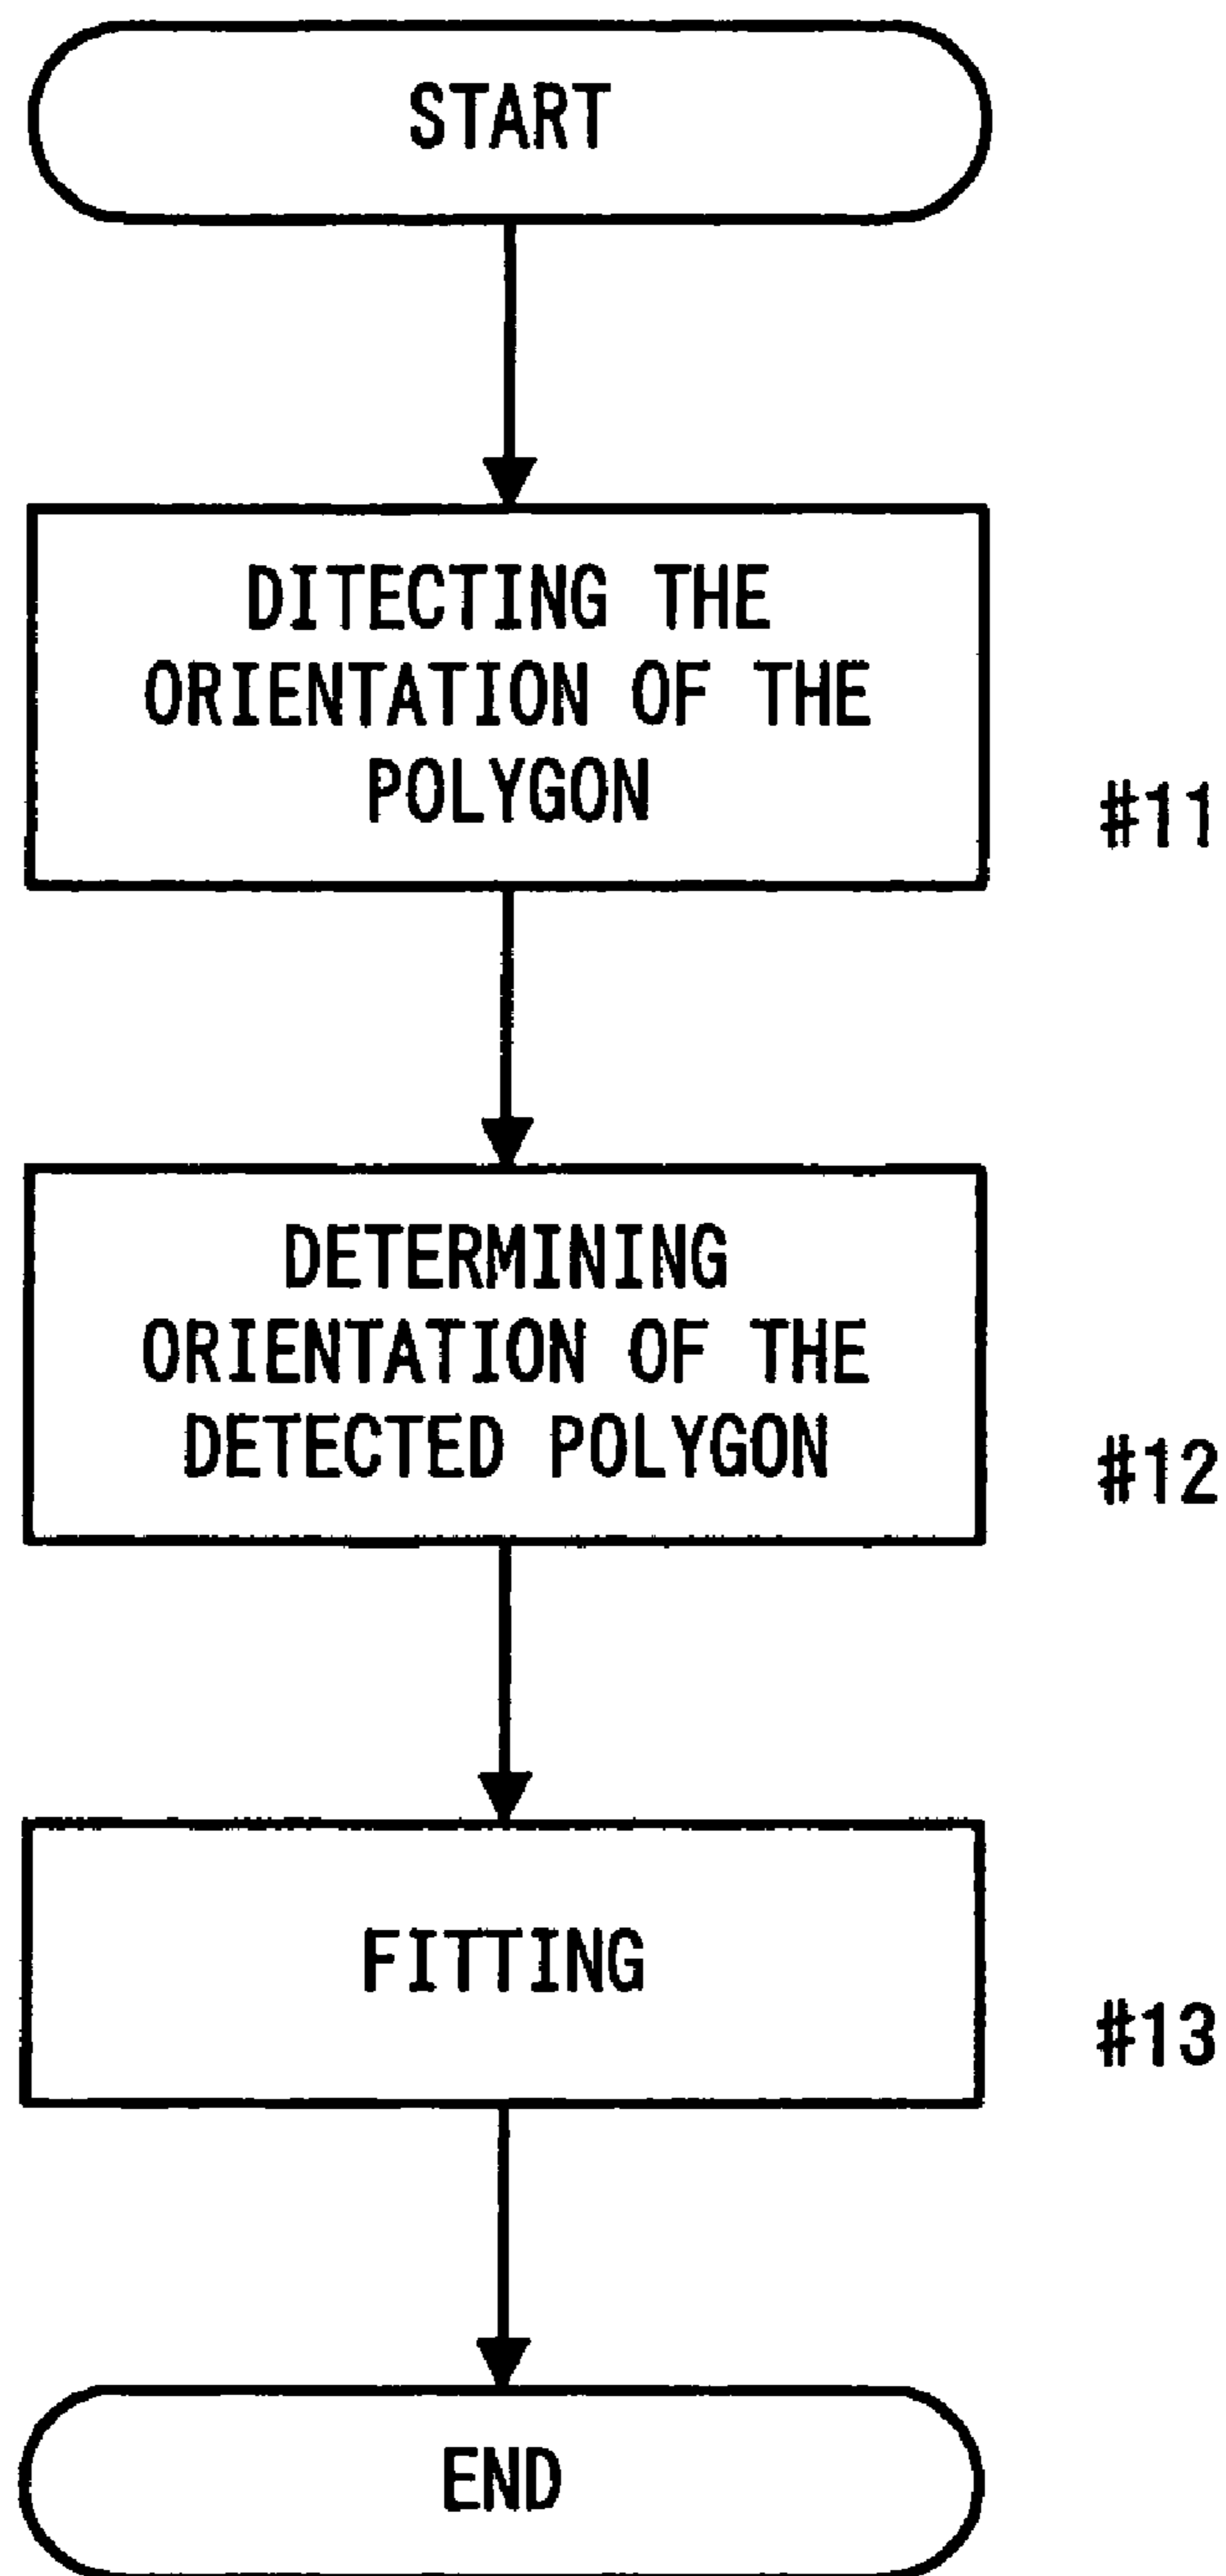 START
DITECTING THE
ORIENTATION OF THE
POLYGON
#11
DETERMINING
ORIENTATION OF THE
DETECTED POLYGON
#12
FITTING
#13
END